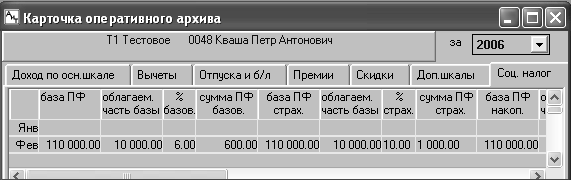 Карточка оперативного архива
Т1 Тестовое 0048 Кваша Петр Антонович за 2006
Доход по осн.шкале Вычеты Отпуска и б/л Премии Скидки Доп.шкалы Соц. налог
база ПФ облагаем. % сумма ПФ база ПФ облагаем. % сумма ПФ база ПФ
часть базы базов. базов. страх. часть базы страх. страх. накоп.
Янв
Фев 110 000.00 10 000.00 6.00 600.00 110 000.00 10 000.00 10.00 1 000.00 110 000.00